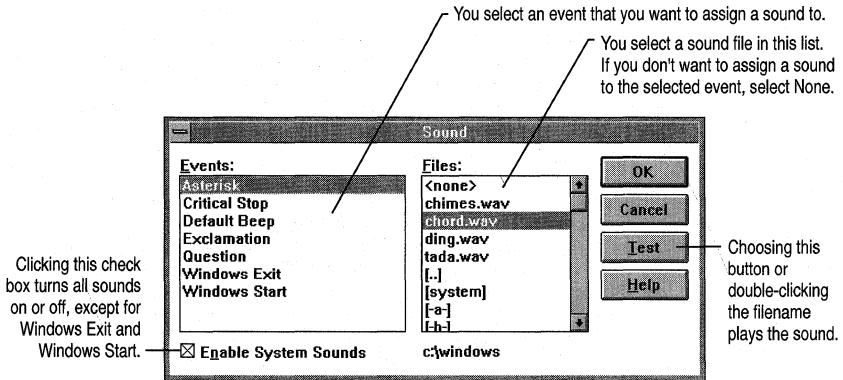 You select an event that you want to assign a sound to.
You select a sound file in this list.
If you don't want to assign a sound
to the selected event, select None.
Sound
Events:
Asterisk
Critical Stop
Default Beep
Exclamation
Question
Windows Exit
Windows Start
Files:
<none>
chimes.wav
chord.wav
ding.wav
tada.wav
[..]
[system]
[-a-]
[-b-]
OK
Cancel
Test
Help
Choosing this
button or
double-clicking
the filename
plays the sound.
Clicking this check
box turns all sounds
on or off, except for
Windows Exit and
Windows Start.
Enable System Sounds
c:\windows